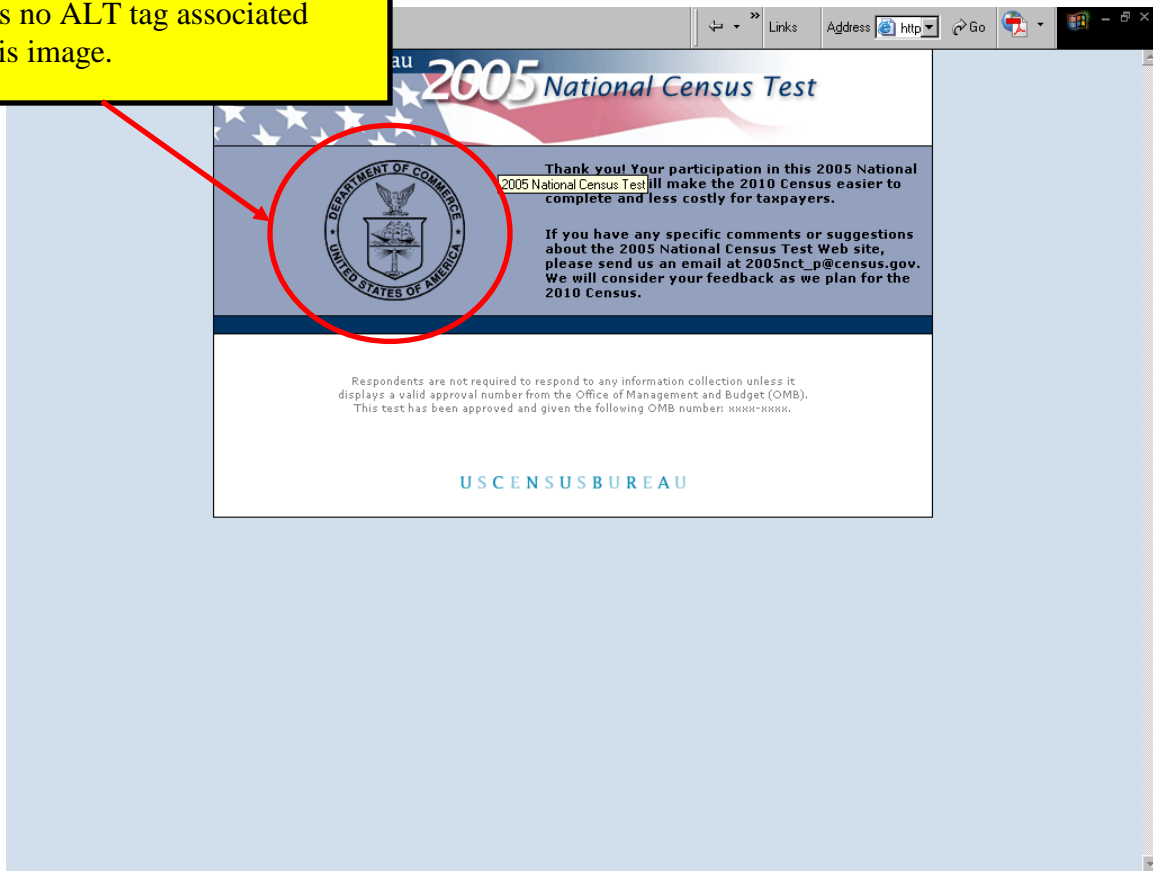 s no ALT tag associated
is image.
Links
Address
http
Go
au
2005 National Census Test
DEPARTMENT OF COMMERCE
UNITED STATES OF AMERICA
2005 National Census Test
Thank you! Your participation in this 2005 National
ill make the 2010 Census easier to
complete and less costly for taxpayers.
If you have any specific comments or suggestions
about the 2005 National Census Test Web site,
please send us an email at 2005nct_p@census.gov.
We will consider your feedback as we plan for the
2010 Census.
Respondents are not required to respond to any information collection unless it
displays a valid approval number from the Office of Management and Budget (OMB).
This test has been approved and given the following OMB number: xxxx-xxxx.
USCENSUSBUREAU